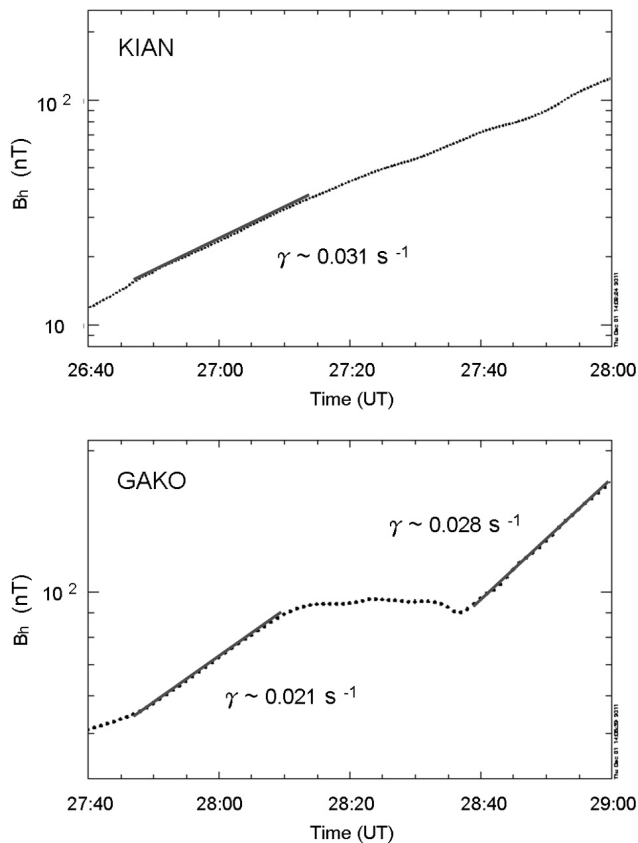 KIAN
10 2
Bh (nT)
γ ~ 0.031 s -1
10
26:40 27:00 27:20 27:40 28:00
Time (UT)
GAKO
γ ~ 0.028 s -1
10 2
Bh (nT)
γ ~ 0.021 s -1
27:40 28:00 28:20 28:40 29:00
Time (UT)